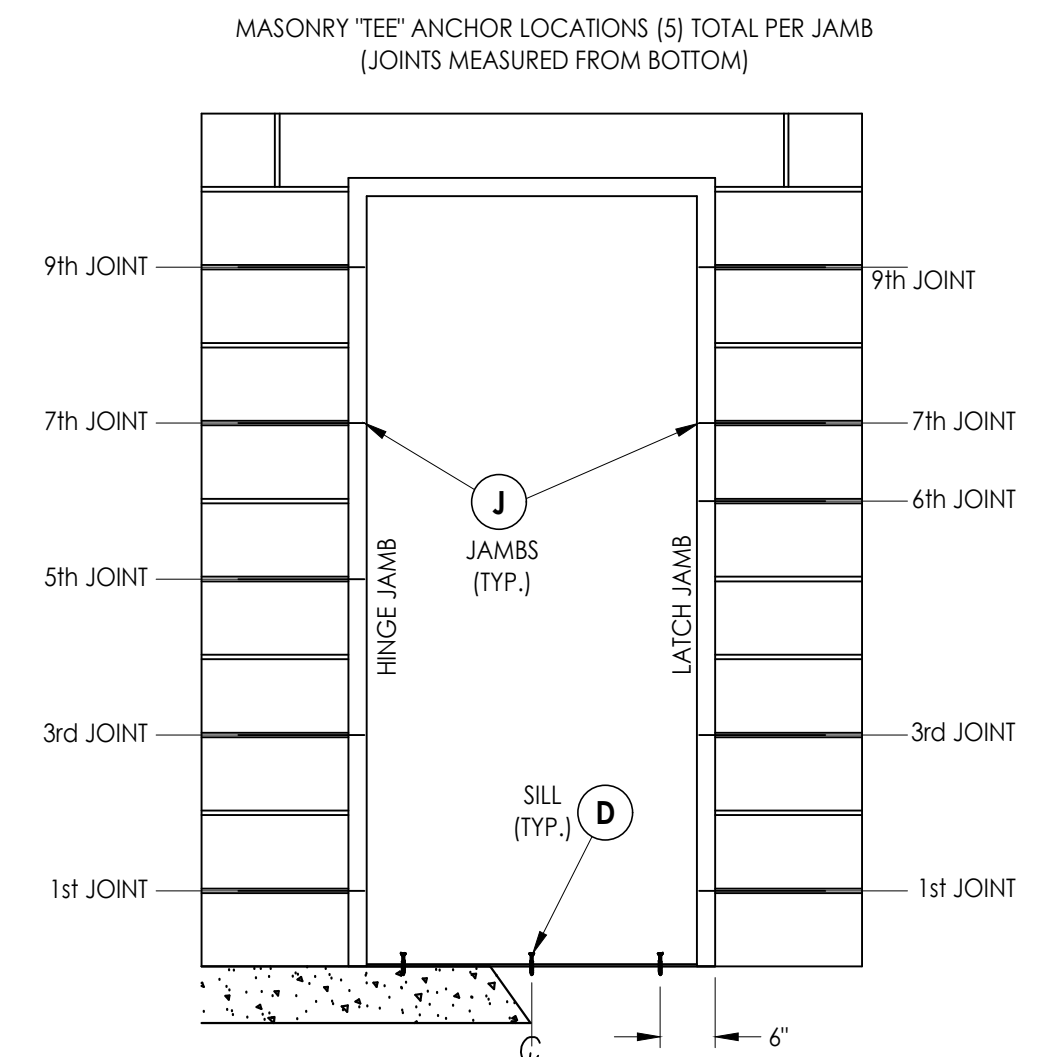 MASONRY "TEE" ANCHOR LOCATIONS (5) TOTAL PER JAMB
(JOINTS MEASURED FROM BOTTOM)
9th JOINT
9th JOINT
7th JOINT
7th JOINT
J
JAMBS
(TYP.)
6th JOINT
5th JOINT
HINGE JAMB
LATCH JAMB
3rd JOINT
3rd JOINT
SILL
(TYP.)
D
1st JOINT
1st JOINT
6"
℄